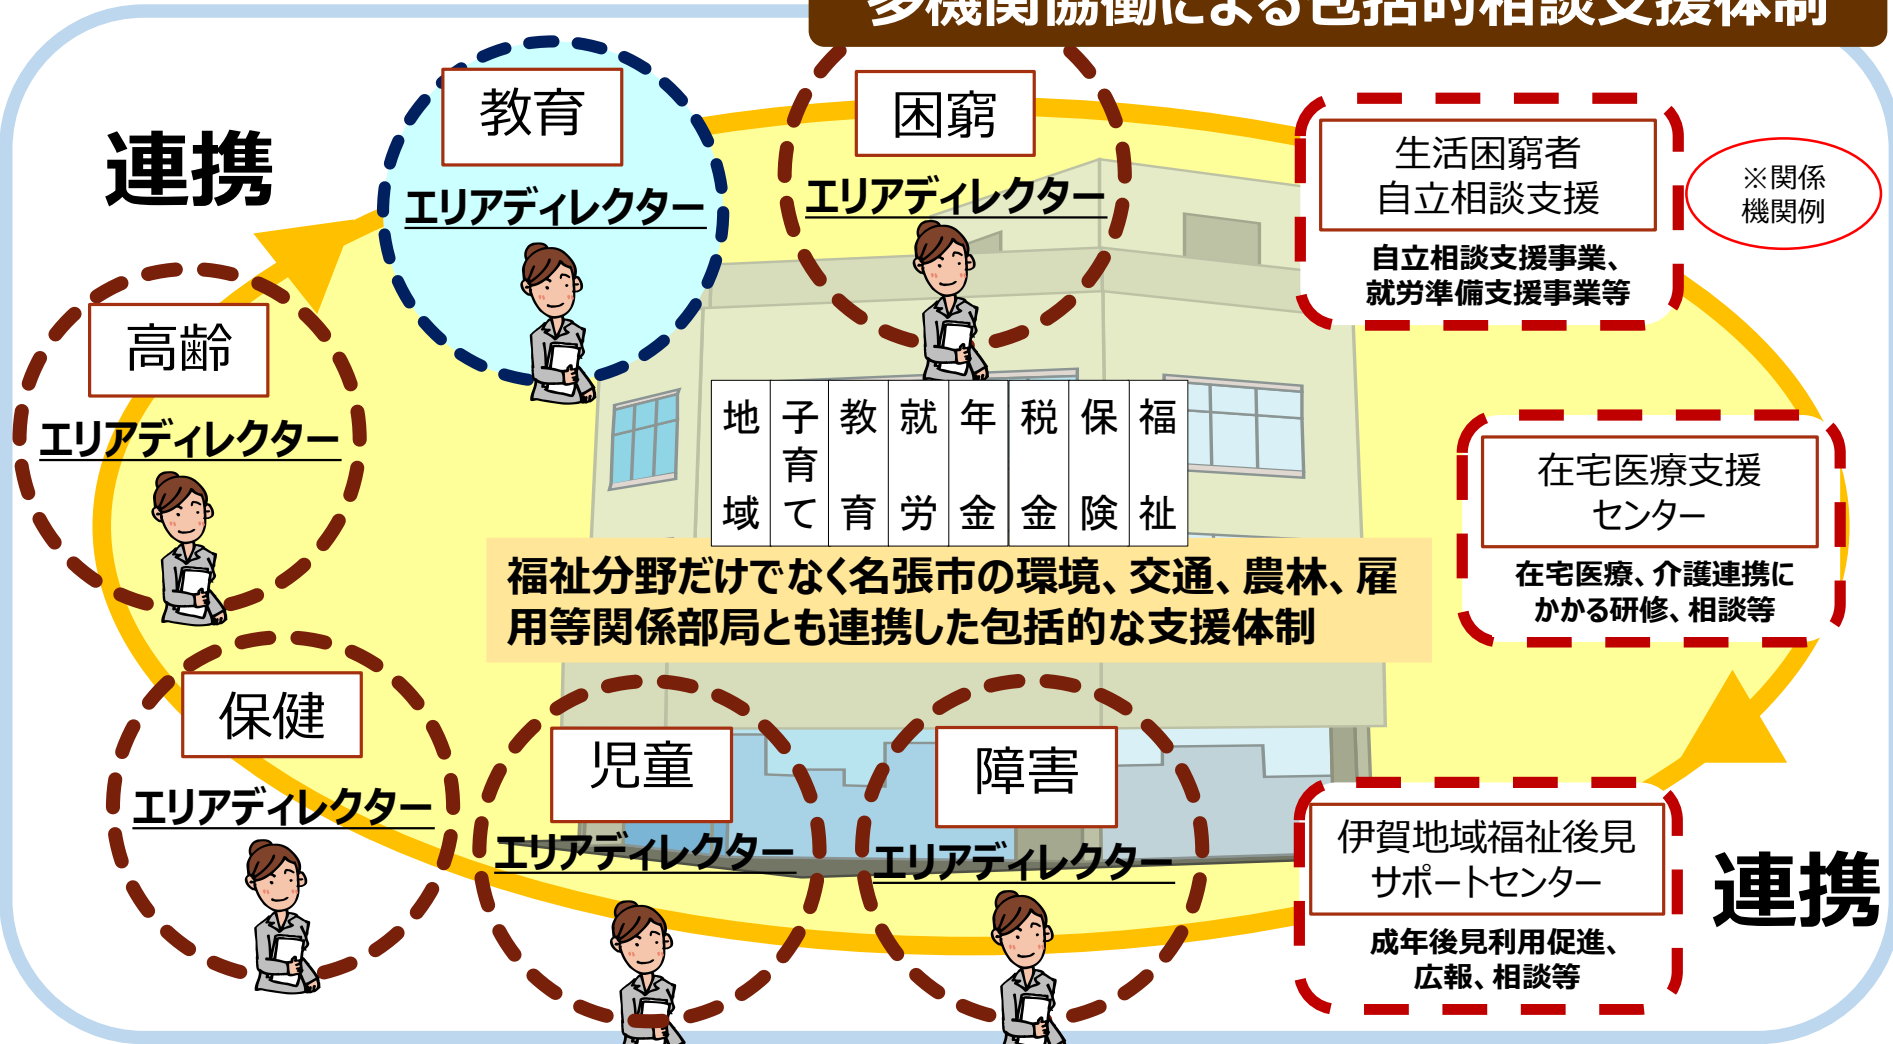 多機関協働による包括的相談支援体制
連携
教育
エリアディレクター
困窮
エリアディレクター
生活困窮者
自立相談支援
自立相談支援事業、
就労準備支援事業等
※関係
機関例
高齢
エリアディレクター
地域
子育て
教育
就労
年金
税金
保険
福祉
在宅医療支援
センター
在宅医療、介護連携に
かかる研修、相談等
福祉分野だけでなく名張市の環境、交通、農林、雇
用等関係部局とも連携した包括的な支援体制
保健
エリアディレクター
児童
エリアディレクター
障害
エリアディレクター
伊賀地域福祉後見
サポートセンター
成年後見利用促進、
広報、相談等
連携